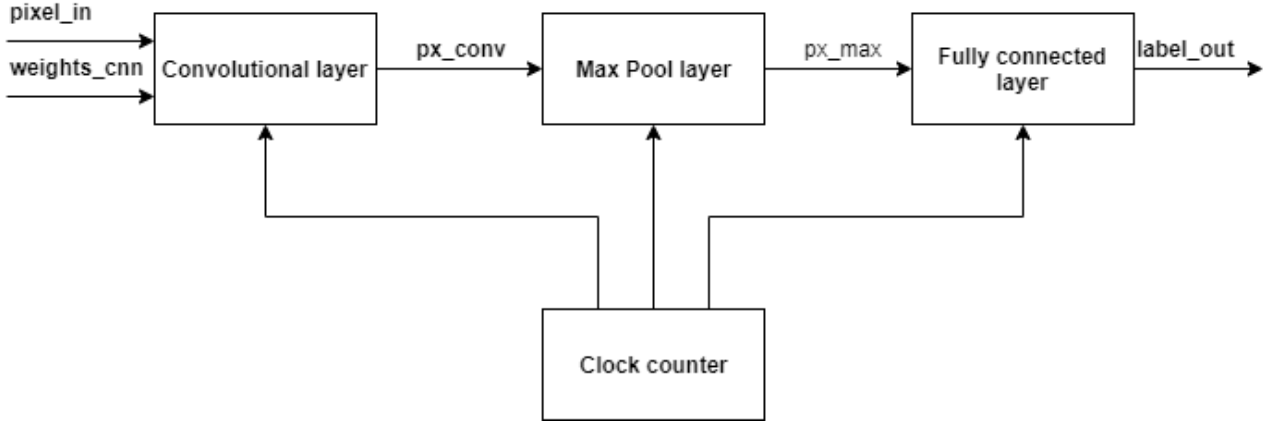 pixel_in
weights_cnn
Convolutional layer
px_conv
Max Pool layer
px_max
Fully connected
layer
label_out
Clock counter